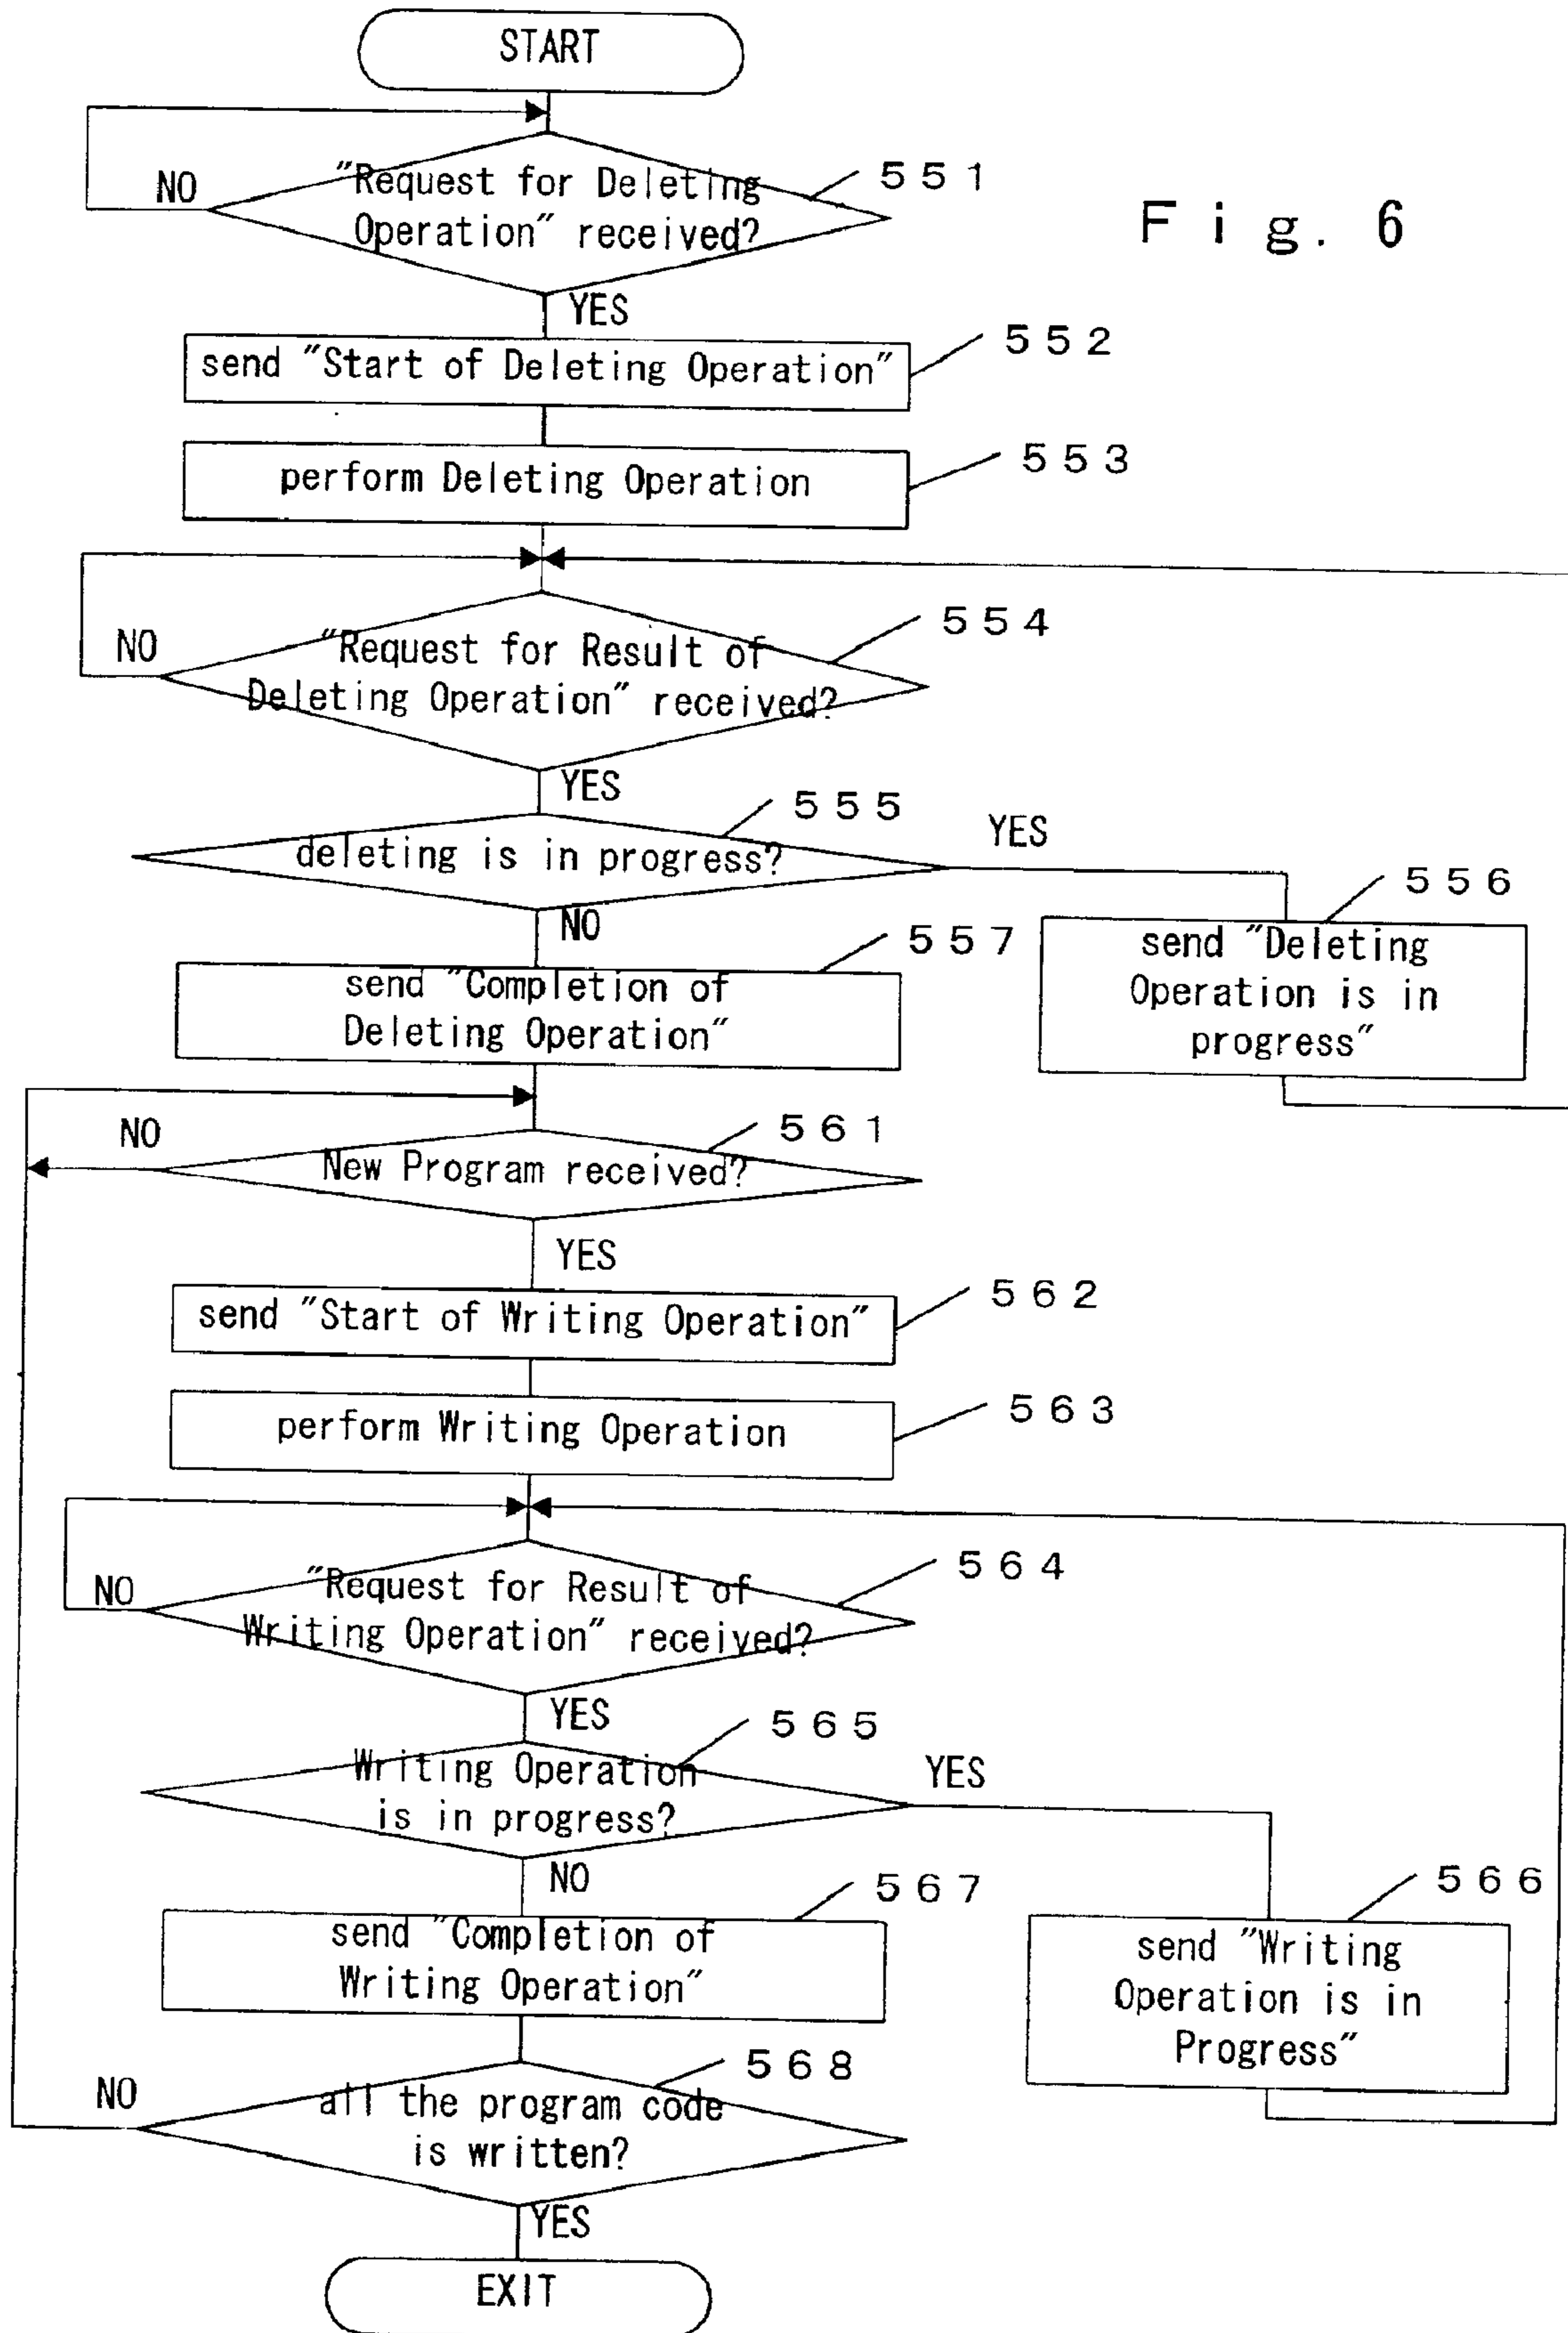 START
NO
"Request for Deleting
Operation" received?
551
Fig. 6
YES
send "Start of Deleting Operation"
552
perform Deleting Operation
553
NO
"Request for Result of
Deleting Operation" received?
554
YES
deleting is in progress?
555
YES
NO
send "Deleting
Operation is in
progress"
556
send "Completion of
Deleting Operation"
557
NO
New Program received?
561
YES
send "Start of Writing Operation"
562
perform Writing Operation
563
NO
"Request for Result of
Writing Operation" received?
564
YES
Writing Operation
is in progress?
565
YES
NO
send "Writing
Operation is in
Progress"
566
send "Completion of
Writing Operation"
567
NO
all the program code
is written?
568
YES
EXIT